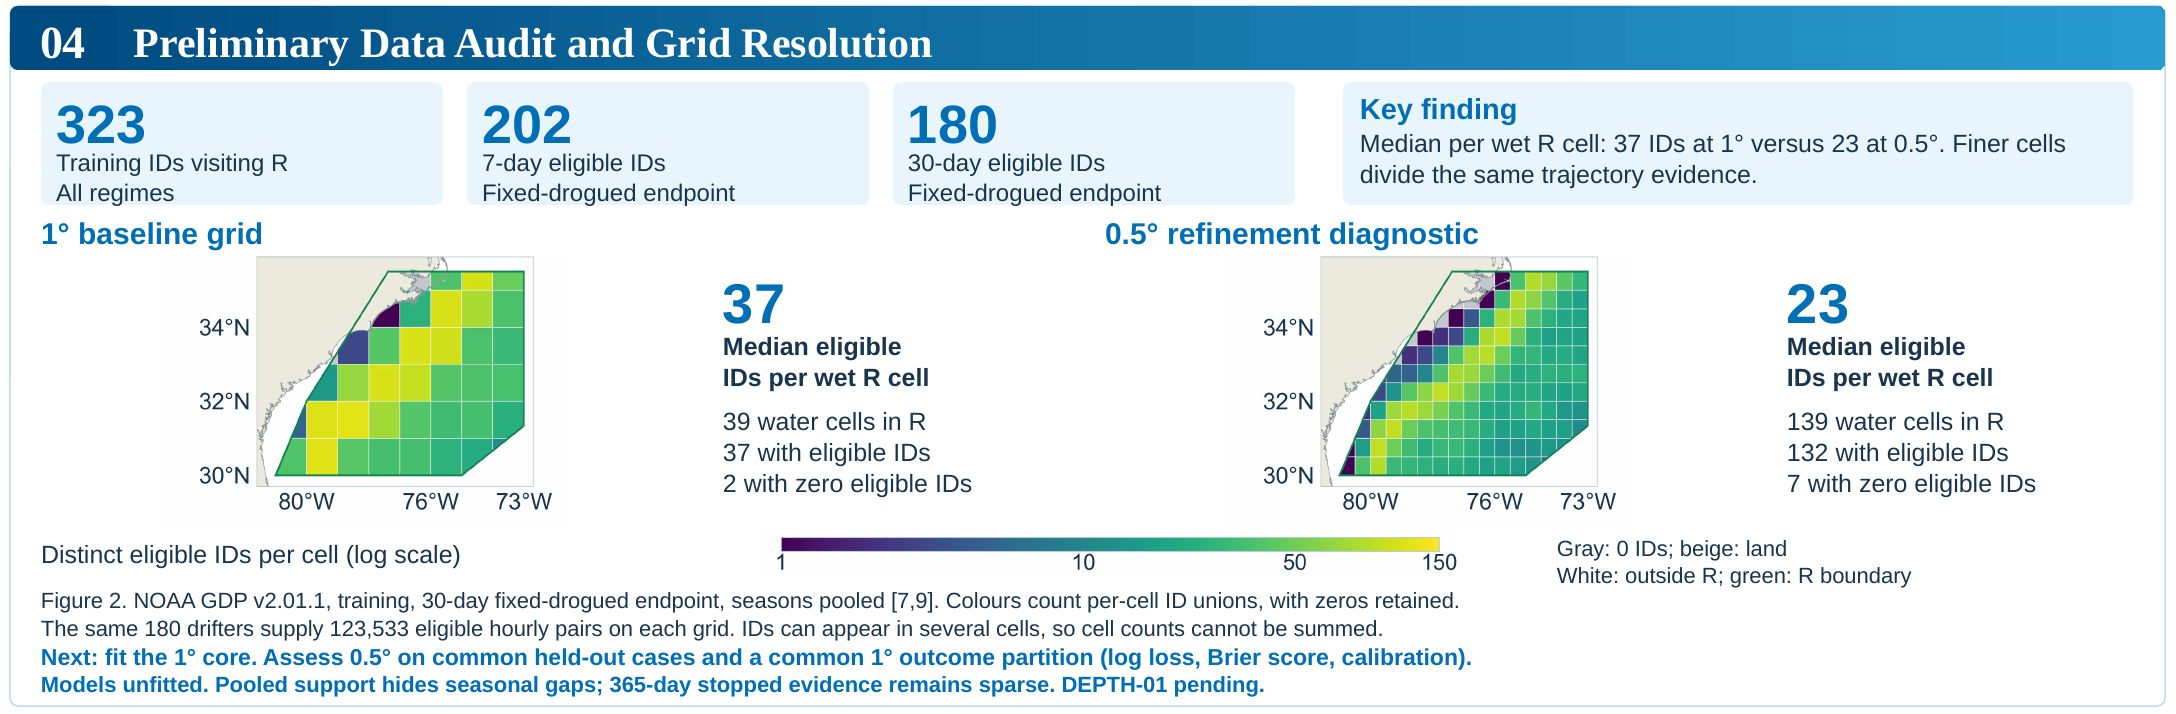 04 Preliminary Data Audit and Grid Resolution
323
Training IDs visiting R
All regimes
202
7-day eligible IDs
Fixed-drogued endpoint
180
30-day eligible IDs
Fixed-drogued endpoint
Key finding
Median per wet R cell: 37 IDs at 1° versus 23 at 0.5°. Finer cells
divide the same trajectory evidence.
1° baseline grid
34°N
32°N
30°N
80°W 76°W 73°W
37
Median eligible
IDs per wet R cell
39 water cells in R
37 with eligible IDs
2 with zero eligible IDs
0.5° refinement diagnostic
34°N
32°N
30°N
80°W 76°W 73°W
23
Median eligible
IDs per wet R cell
139 water cells in R
132 with eligible IDs
7 with zero eligible IDs
Distinct eligible IDs per cell (log scale)
1 10 50 150
Gray: 0 IDs; beige: land
White: outside R; green: R boundary
Figure 2. NOAA GDP v2.01.1, training, 30-day fixed-drogued endpoint, seasons pooled [7,9]. Colours count per-cell ID unions, with zeros retained.
The same 180 drifters supply 123,533 eligible hourly pairs on each grid. IDs can appear in several cells, so cell counts cannot be summed.
Next: fit the 1° core. Assess 0.5° on common held-out cases and a common 1° outcome partition (log loss, Brier score, calibration).
Models unfitted. Pooled support hides seasonal gaps; 365-day stopped evidence remains sparse. DEPTH-01 pending.